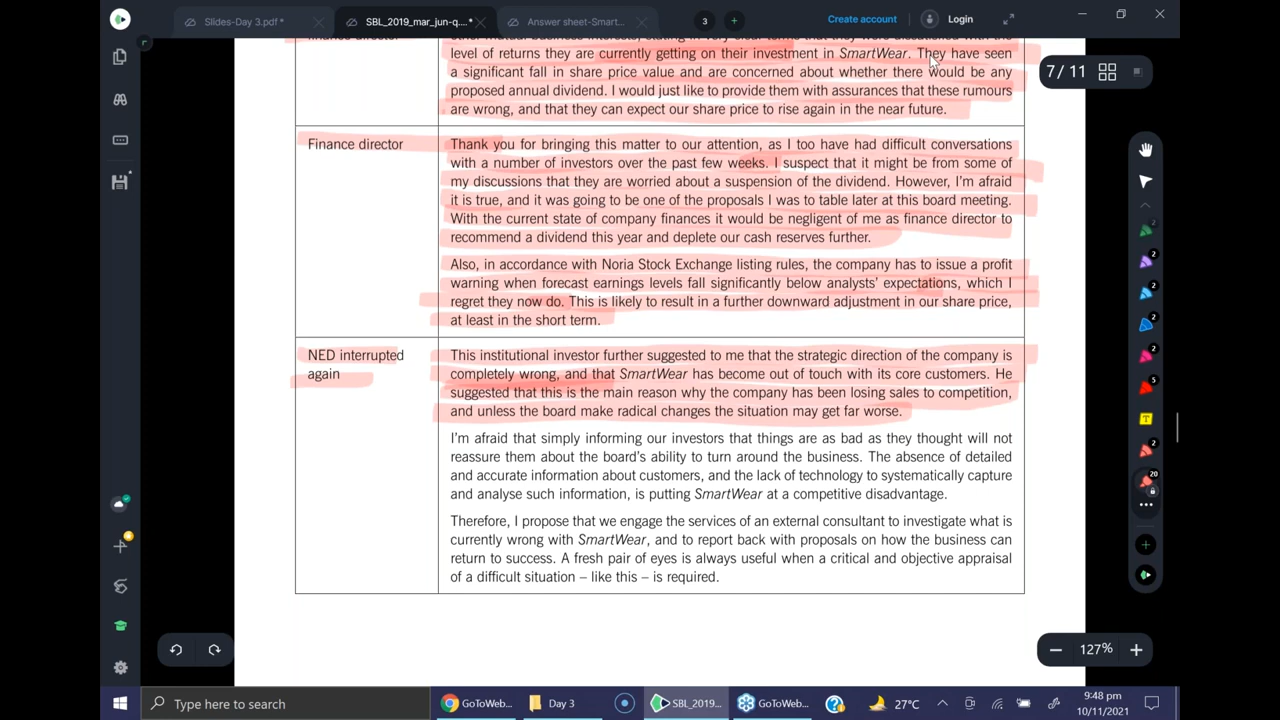 Slides-Day 3.pdf *
SBL_2019_mar_jun-q....*
Answer sheet-Smart...
3
Create account
Login
7 / 11
level of returns they are currently getting on their investment in SmartWear. They have seen
a significant fall in share price value and are concerned about whether there would be any
proposed annual dividend. I would just like to provide them with assurances that these rumours
are wrong, and that they can expect our share price to rise again in the near future.
Finance director
Thank you for bringing this matter to our attention, as I too have had difficult conversations
with a number of investors over the past few weeks. I suspect that it might be from some of
my discussions that they are worried about a suspension of the dividend. However, I'm afraid
it is true, and it was going to be one of the proposals I was to table later at this board meeting.
With the current state of company finances it would be negligent of me as finance director to
recommend a dividend this year and deplete our cash reserves further.
Also, in accordance with Noria Stock Exchange listing rules, the company has to issue a profit
warning when forecast earnings levels fall significantly below analysts' expectations, which I
regret they now do. This is likely to result in a further downward adjustment in our share price,
at least in the short term.
NED interrupted
again
This institutional investor further suggested to me that the strategic direction of the company is
completely wrong, and that SmartWear has become out of touch with its core customers. He
suggested that this is the main reason why the company has been losing sales to competition,
and unless the board make radical changes the situation may get far worse.
I'm afraid that simply informing our investors that things are as bad as they thought will not
reassure them about the board's ability to turn around the business. The absence of detailed
and accurate information about customers, and the lack of technology to systematically capture
and analyse such information, is putting SmartWear at a competitive disadvantage.
Therefore, I propose that we engage the services of an external consultant to investigate what is
currently wrong with SmartWear, and to report back with proposals on how the business can
return to success. A fresh pair of eyes is always useful when a critical and objective appraisal
of a difficult situation – like this – is required.
2
2
2
2
2
5
T
2
20
127%
Type here to search
GoToWeb...
Day 3
SBL_2019...
GoToWeb...
27°C
9:48 pm
10/11/2021